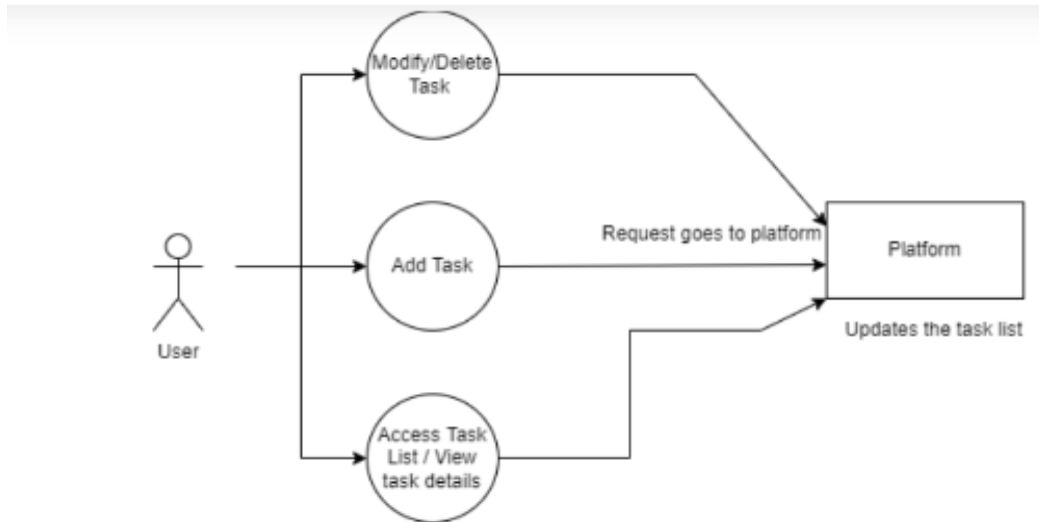 Modify/Delete
Task
Request goes to platform
Platform
Add Task
Updates the task list
User
Access Task
List / View
task details